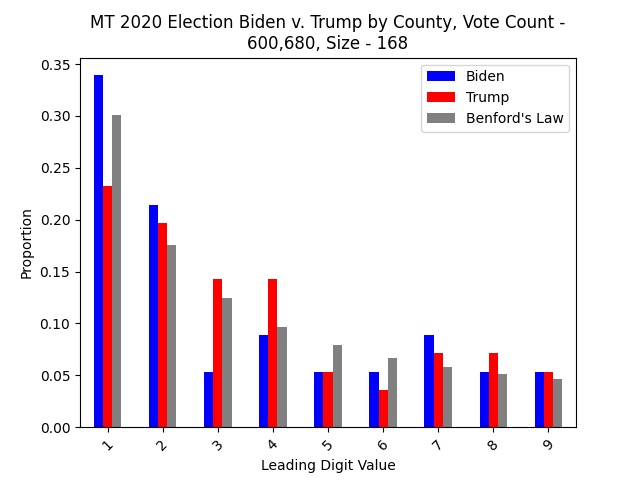 MT 2020 Election Biden v. Trump by County, Vote Count -
600,680, Size - 168
Biden
Trump
Benford's Law
Proportion
0.35
0.30
0.25
0.20
0.15
0.10
0.05
0.00
1 2 3 4 5 6 7 8 9
Leading Digit Value